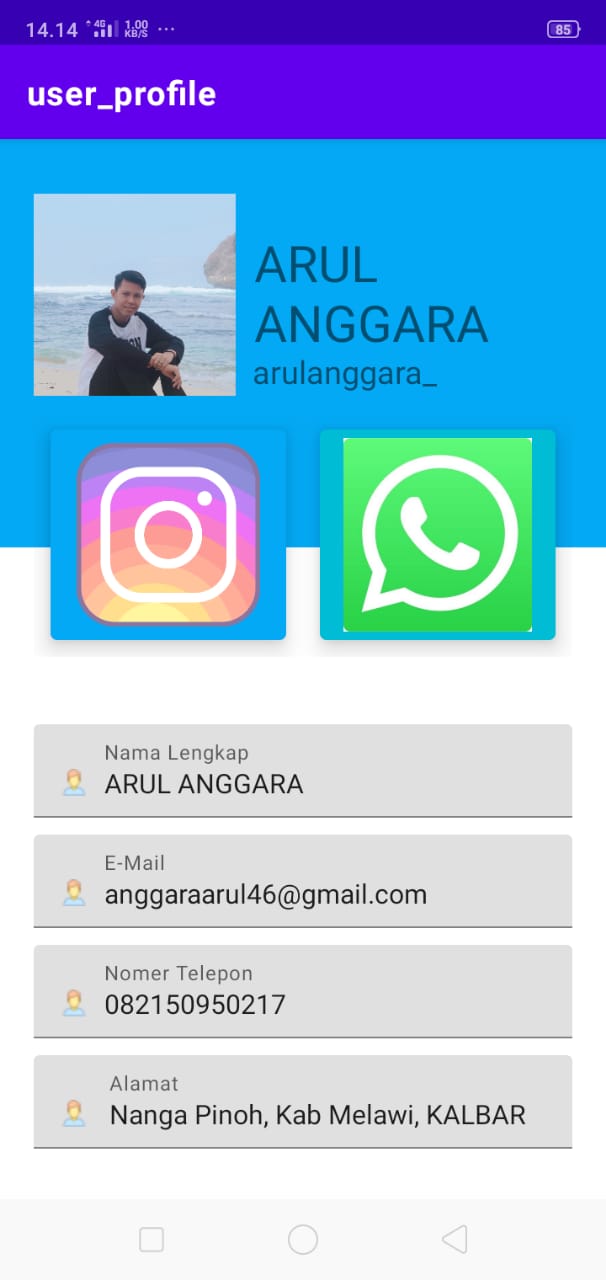 14.14 4G 1.00 KB/S ... 85
user_profile
ARUL
ANGGARA
arulanggara_
Nama Lengkap
ARUL ANGGARA
E-Mail
anggaraarul46@gmail.com
Nomer Telepon
082150950217
Alamat
Nanga Pinoh, Kab Melawi, KALBAR